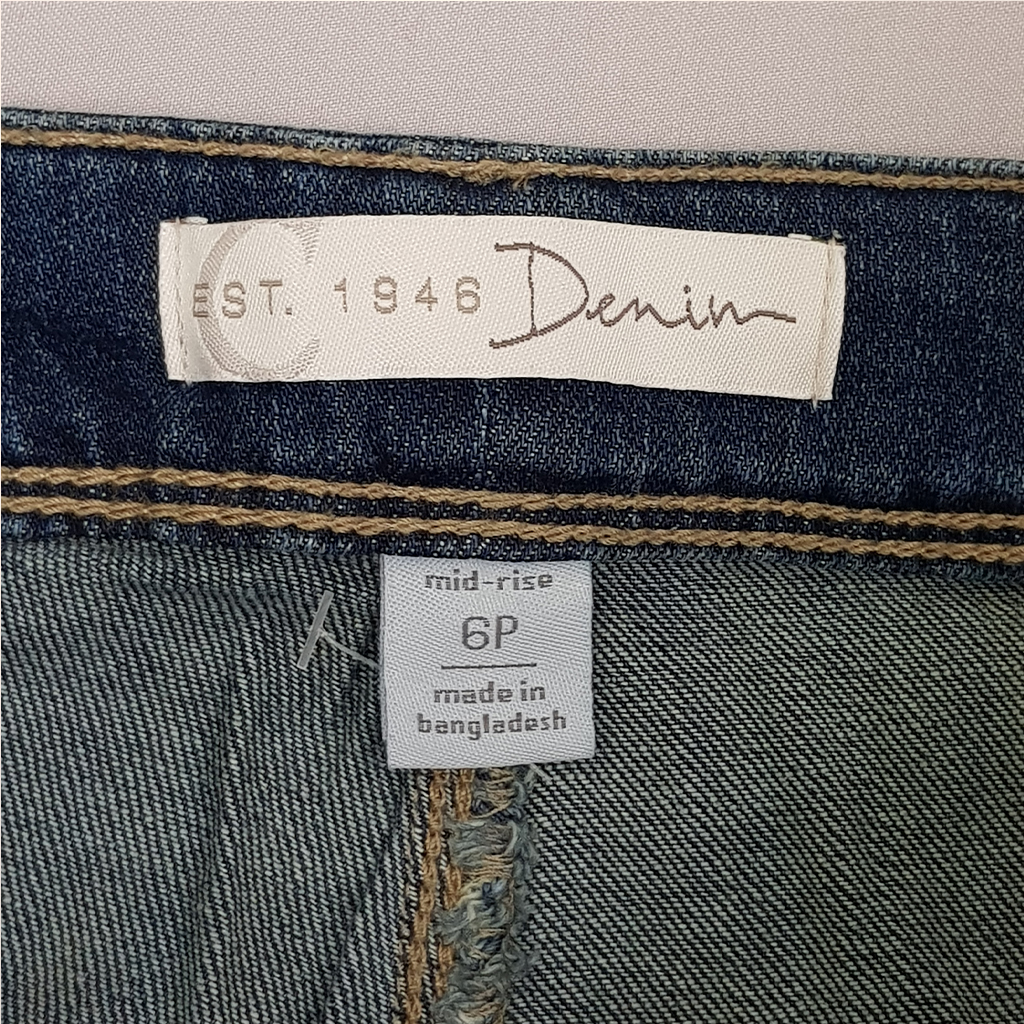 C EST. 1946 Denim
mid-rise
6P
made in
bangladesh